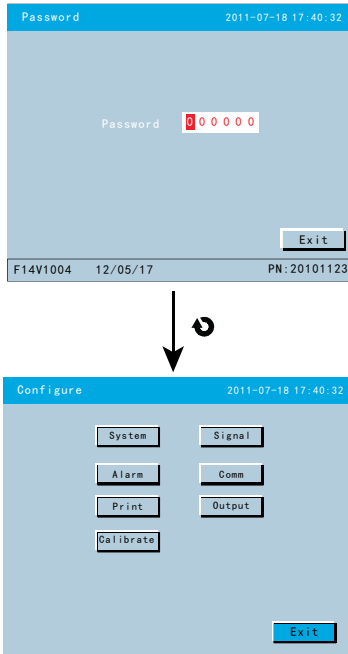 Password 2011-07-18 17:40:32
Password 000000
Exit
F14V1004 12/05/17 PN:20101123
Configure 2011-07-18 17:40:32
System Signal
Alarm Comm
Print Output
Calibrate
Exit